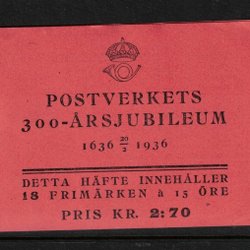 POSTVERKETS
300-ÅRSJUBILEUM
1636 20/2 1936
DETTA HÄFTE INNEHÅLLER
18 FRIMÄRKEN à 15 ÖRE
PRIS KR. 2:70